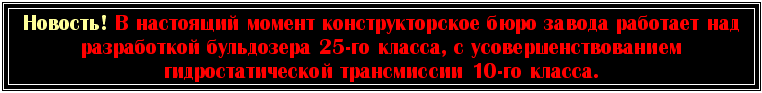 Новость! В настоящий момент конструкторское бюро завода работает над
разработкой бульдозера 25-го класса, с усовершенствованием
гидростатической трансмиссии 10-го класса.